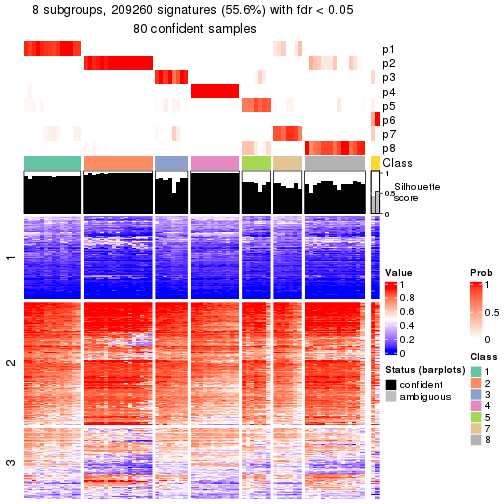 8 subgroups, 209260 signatures (55.6%) with fdr < 0.05
80 confident samples
p1
p2
p3
p4
p5
p6
p7
p8
Class
1
0.5
0
Silhouette
score
1
2
3
Value
1
0.8
0.6
0.4
0.2
0
Status (barplots)
confident
ambiguous
Prob
1
0.5
0
Class
1
2
3
4
5
7
8